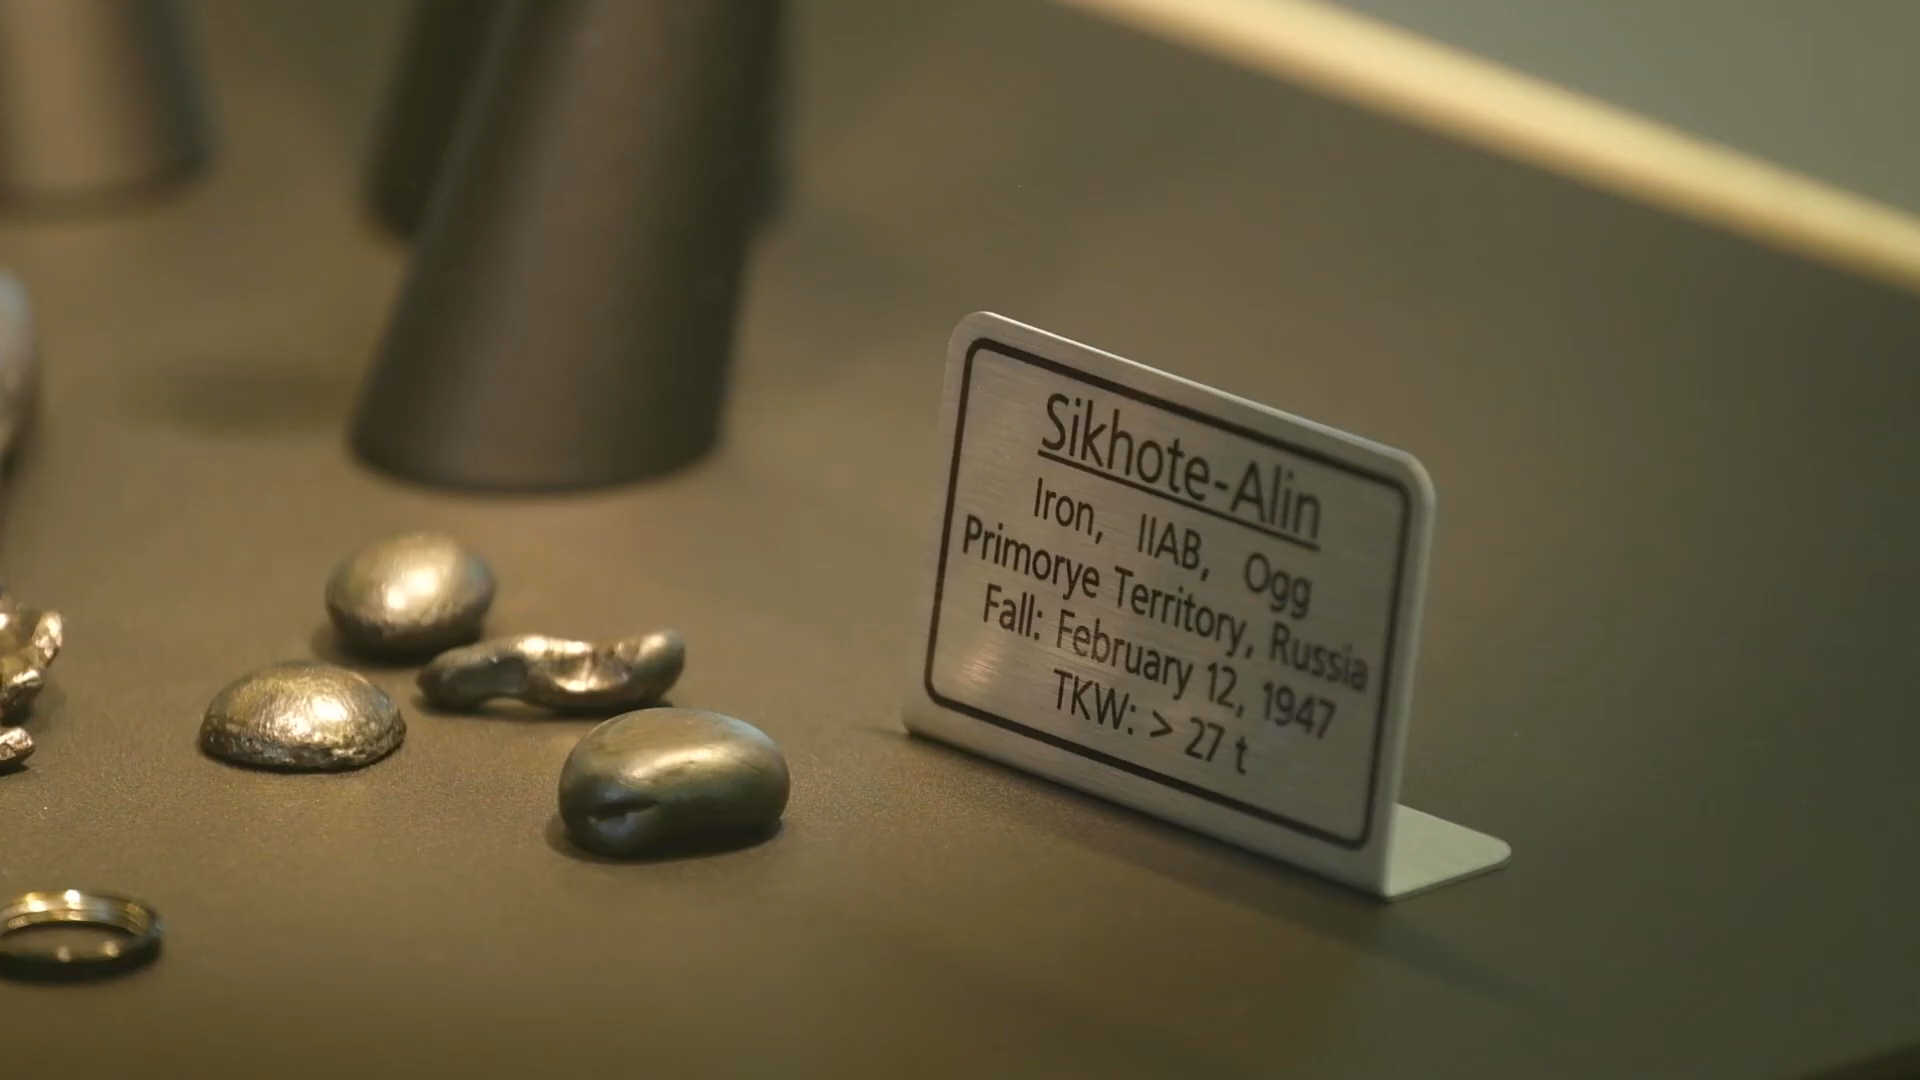 Sikhote-Alin
Iron, IIAB, Ogg
Primorye Territory, Russia
Fall: February 12, 1947
TKW: > 27 t